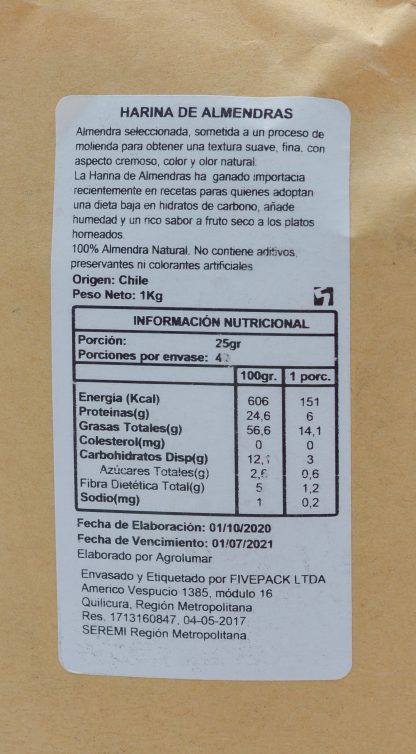 HARINA DE ALMENDRAS
Almendra seleccionada, sometida a un proceso de
molienda para obtener una textura suave, fina, con
aspecto cremoso, color y olor natural.
La Harina de Almendras ha ganado importacia
recientemente en recetas paras quienes adoptan
una dieta baja en hidratos de carbono, añade
humedad y un rico sabor a fruto seco a los platos
horneados.
100% Almendra Natural. No contiene aditivos,
preservantes ni colorantes artificiales
Origen: Chile
Peso Neto: 1Kg
INFORMACIÓN NUTRICIONAL
Porción: 25gr
Porciones por envase:
100gr. 1 porc.
Energía (Kcal) 606 151
Proteínas(g) 24,6 6
Grasas Totales(g) 56,6 14,1
Colesterol(mg) 0 0
Carbohidratos Disp(g) 3
Azúcares Totales(g) 0,6
Fibra Dietética Total(g) 5 1,2
Sodio(mg) 1 0,2
Fecha de Elaboración: 01/10/2020
Fecha de Vencimiento: 01/07/2021
Elaborado por Agrolumar
Envasado y Etiquetado por FIVEPACK LTDA
Americo Vespucio 1385, módulo 16
Quilicura, Región Metropolitana
Res. 1713160847, 04-05-2017
SEREMI Región Metropolitana